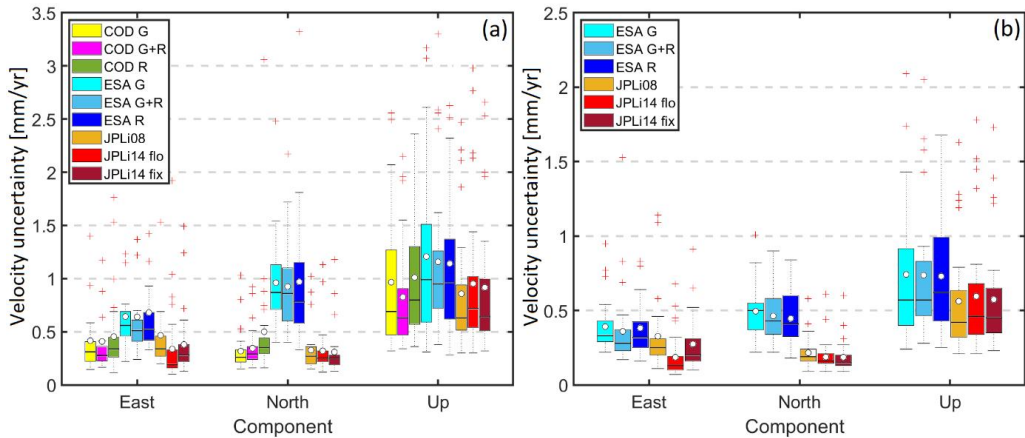 (a)
Velocity uncertainty [mm/yr]
3.5
3
2.5
2
1.5
1
0.5
0
COD G
COD G+R
COD R
ESA G
ESA G+R
ESA R
JPLi08
JPLi14 flo
JPLi14 fix
East North Up
Component
(b)
Velocity uncertainty [mm/yr]
2.5
2
1.5
1
0.5
0
ESA G
ESA G+R
ESA R
JPLi08
JPLi14 flo
JPLi14 fix
East North Up
Component